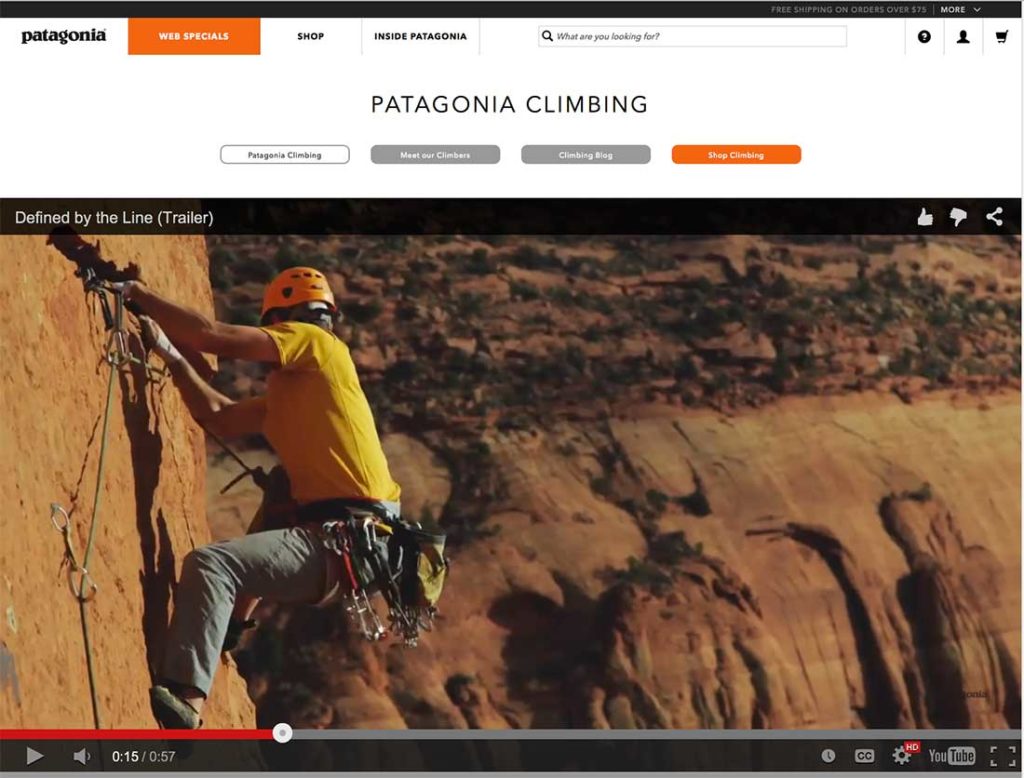 FREE SHIPPING ON ORDERS OVER $75 MORE
patagonia WEB SPECIALS SHOP INSIDE PATAGONIA What are you looking for?
PATAGONIA CLIMBING
Patagonia Climbing Meet our Climbers Climbing Blog Shop Climbing
Defined by the Line (Trailer)
0:15 / 0:57 CC HD YouTube